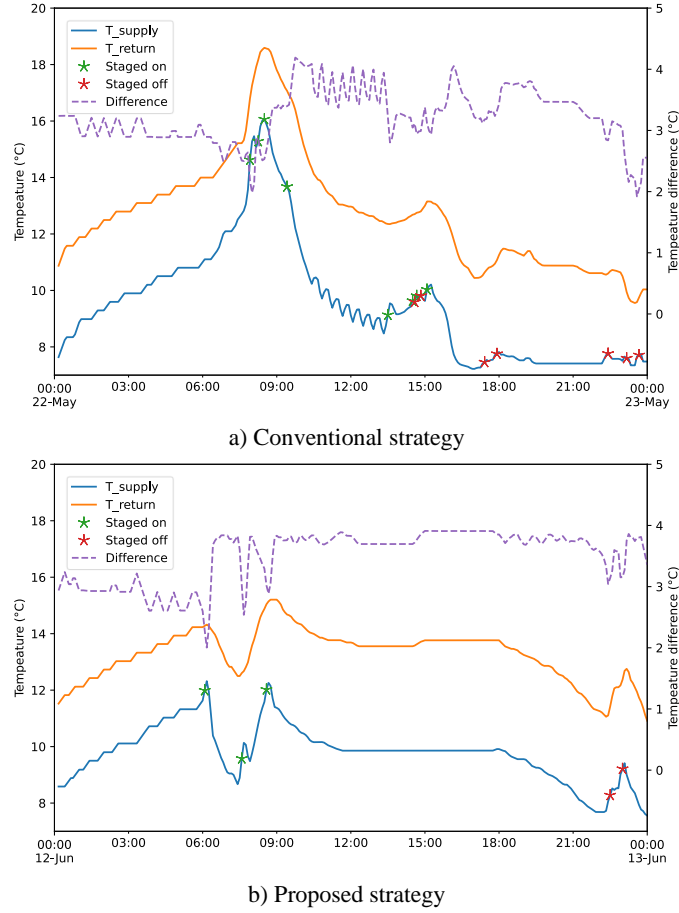 20
18
16
14
12
10
8
Tempeature (°C)
T_supply
T_return
Staged on
Staged off
Difference
5
4
3
2
1
0
Temperature difference (°C)
00:00 03:00 06:00 09:00 12:00 15:00 18:00 21:00 00:00
22-May 23-May
a) Conventional strategy
20
18
16
14
12
10
8
Tempeature (°C)
T_supply
T_return
Staged on
Staged off
Difference
5
4
3
2
1
0
Temperature difference (°C)
00:00 03:00 06:00 09:00 12:00 15:00 18:00 21:00 00:00
12-Jun 13-Jun
b) Proposed strategy